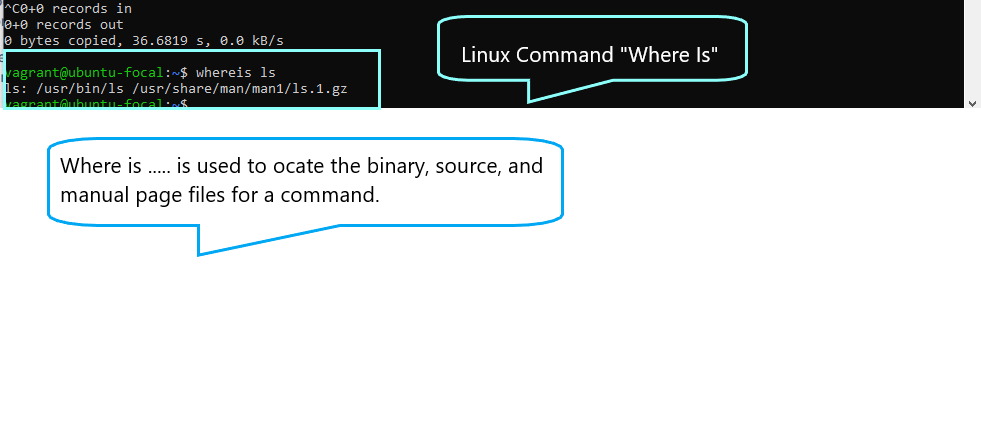 ^C0+0 records in
0+0 records out
0 bytes copied, 36.6819 s, 0.0 kB/s
vagrant@ubuntu-focal:~$ whereis ls
ls: /usr/bin/ls /usr/share/man/man1/ls.1.gz
vagrant@ubuntu-focal:~$
Linux Command "Where Is"
Where is ..... is used to ocate the binary, source, and
manual page files for a command.